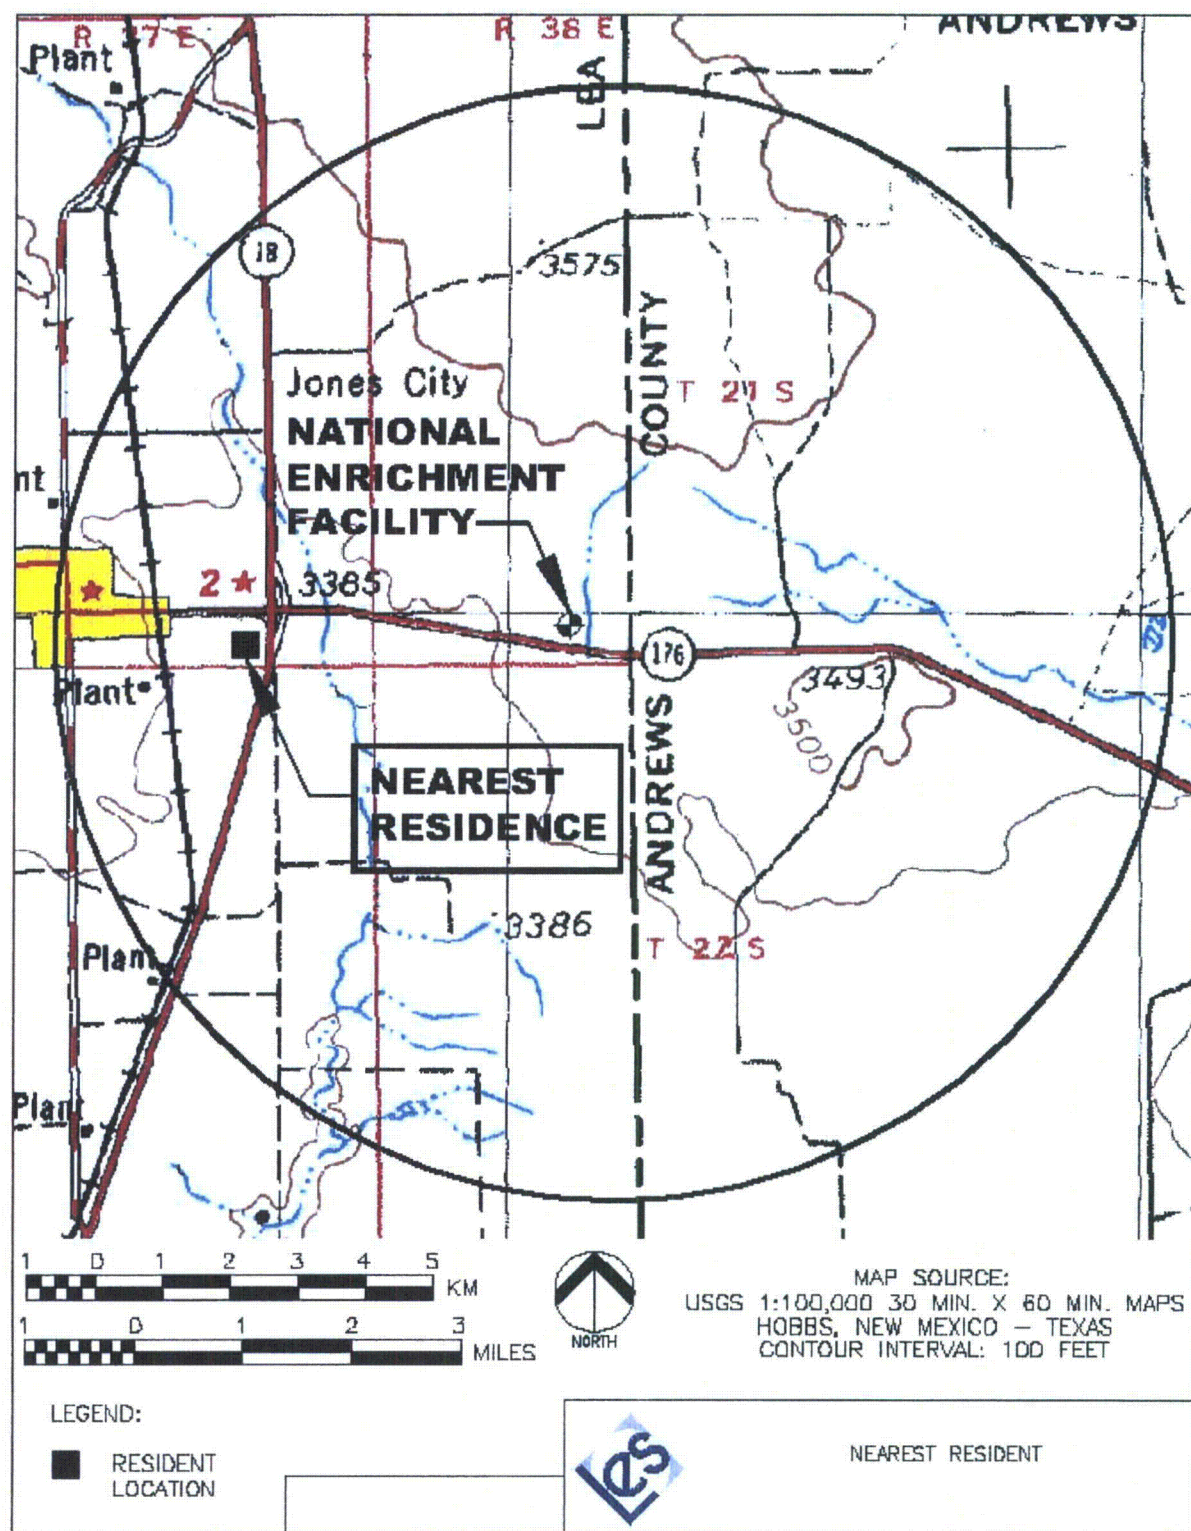 ANDREWS
R 37 E
R 38 E
Plant
LEA
18
3575
COUNTY
Jones City
T 21 S
NATIONAL
ENRICHMENT
FACILITY
2
3385
176
3493
Plant
3500
ANDREWS
NEAREST
RESIDENCE
3386
T 22 S
Plant
Plant
1 0 1 2 3 4 5
KM
1 0 1 2 3
MILES
NORTH
MAP SOURCE:
USGS 1:100,000 30 MIN. X 60 MIN. MAPS
HOBBS, NEW MEXICO – TEXAS
CONTOUR INTERVAL: 100 FEET
LEGEND:
RESIDENT
LOCATION
Les
NEAREST RESIDENT